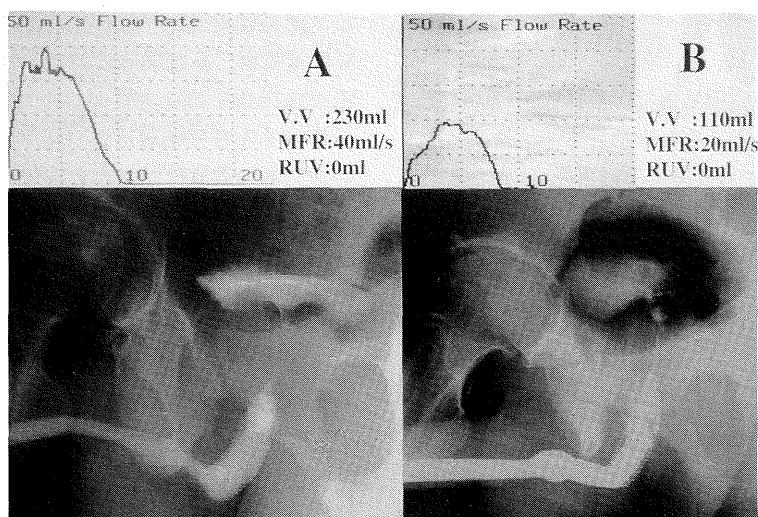 50 ml/s Flow Rate
A
V.V :230ml
MFR:40ml/s
RUV:0ml
0 10 20
50 ml/s Flow Rate
B
V.V :110ml
MFR:20ml/s
RUV:0ml
0 10